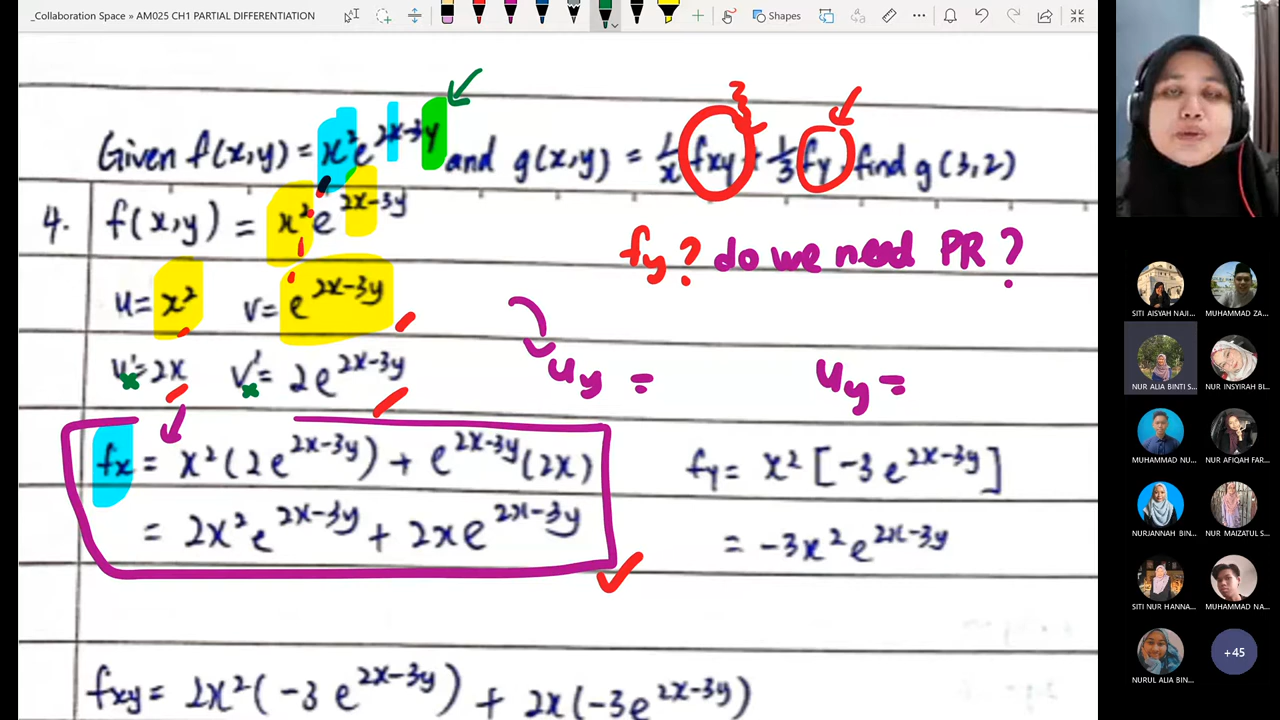 _Collaboration Space » AM025 CH1 PARTIAL DIFFERENTIATION
Shapes
Given f(x,y) = x²e^(2x-3y) and g(x,y) = 1/x fxy + 1/3 fy, find g(3,2)
4. f(x,y) = x²e^(2x-3y)
fy? do we need PR?
u = x² v = e^(2x-3y)
u' = 2x v' = 2e^(2x-3y)
uy = uy =
fx = x²(2e^(2x-3y)) + e^(2x-3y)(2x)
= 2x²e^(2x-3y) + 2xe^(2x-3y)
fy = x²[-3e^(2x-3y)]
= -3x²e^(2x-3y)
fxy = 2x²(-3e^(2x-3y)) + 2x(-3e^(2x-3y))
SITI AISYAH NAJI...
MUHAMMAD ZA...
NUR ALIA BINTI S...
NUR INSYIRAH BI...
MUHAMMAD NU...
NUR AFIQAH FAR...
NURJANNAH BIN...
NUR MAIZATUL S...
SITI NUR HANNA...
MUHAMMAD NA...
NURUL ALIA BIN...
+45